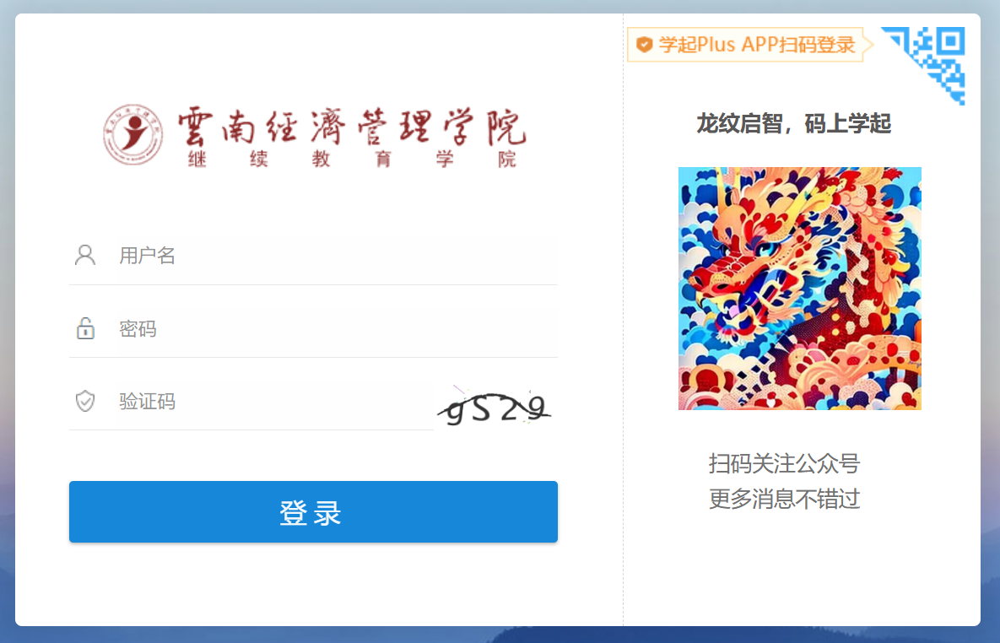 雲南經濟管理学院
继续教育学院
用户名
密码
验证码
gS29
登录
学起Plus APP扫码登录
龙纹启智，码上学起
扫码关注公众号
更多消息不错过